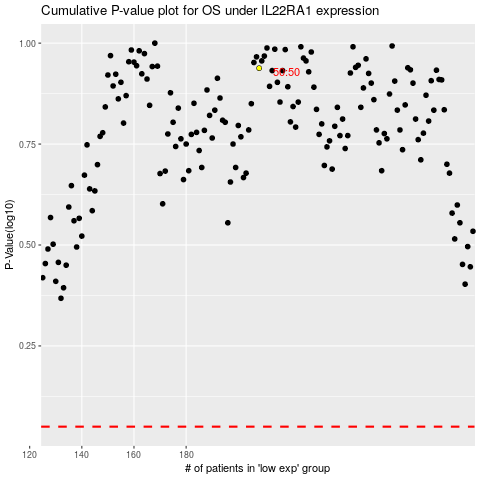 Cumulative P-value plot for OS under IL22RA1 expression
P-Value(log10)
1.00
0.75
0.50
0.25
50:50
120 140 160 180
# of patients in 'low exp' group